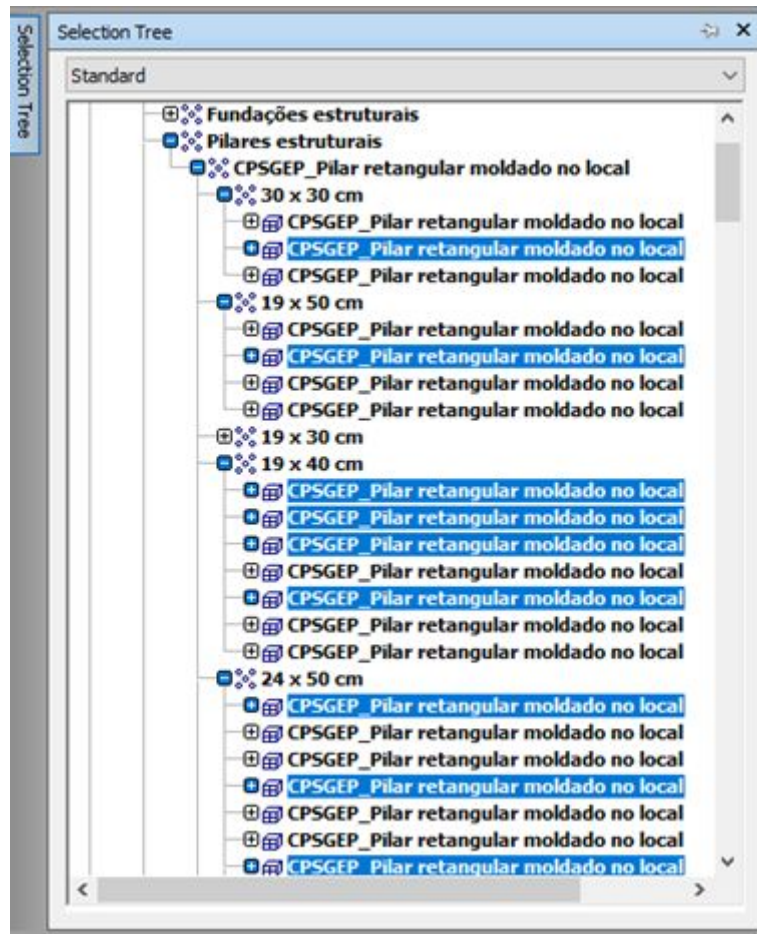 Selection Tree
Selection Tree
Standard
Fundações estruturais
Pilares estruturais
CPSGEP_Pilar retangular moldado no local
30 x 30 cm
CPSGEP_Pilar retangular moldado no local
CPSGEP_Pilar retangular moldado no local
CPSGEP_Pilar retangular moldado no local
19 x 50 cm
CPSGEP_Pilar retangular moldado no local
CPSGEP_Pilar retangular moldado no local
CPSGEP_Pilar retangular moldado no local
CPSGEP_Pilar retangular moldado no local
19 x 30 cm
19 x 40 cm
CPSGEP_Pilar retangular moldado no local
CPSGEP_Pilar retangular moldado no local
CPSGEP_Pilar retangular moldado no local
CPSGEP_Pilar retangular moldado no local
CPSGEP_Pilar retangular moldado no local
CPSGEP_Pilar retangular moldado no local
CPSGEP_Pilar retangular moldado no local
24 x 50 cm
CPSGEP_Pilar retangular moldado no local
CPSGEP_Pilar retangular moldado no local
CPSGEP_Pilar retangular moldado no local
CPSGEP_Pilar retangular moldado no local
CPSGEP_Pilar retangular moldado no local
CPSGEP_Pilar retangular moldado no local
CPSGEP_Pilar retangular moldado no local